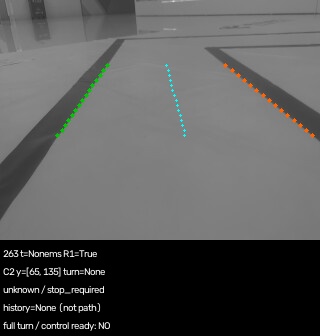 263 t=Nonems R1=True
C2 y=[65, 135] turn=None
unknown / stop_required
history=None (not path)
full turn / control ready: NO